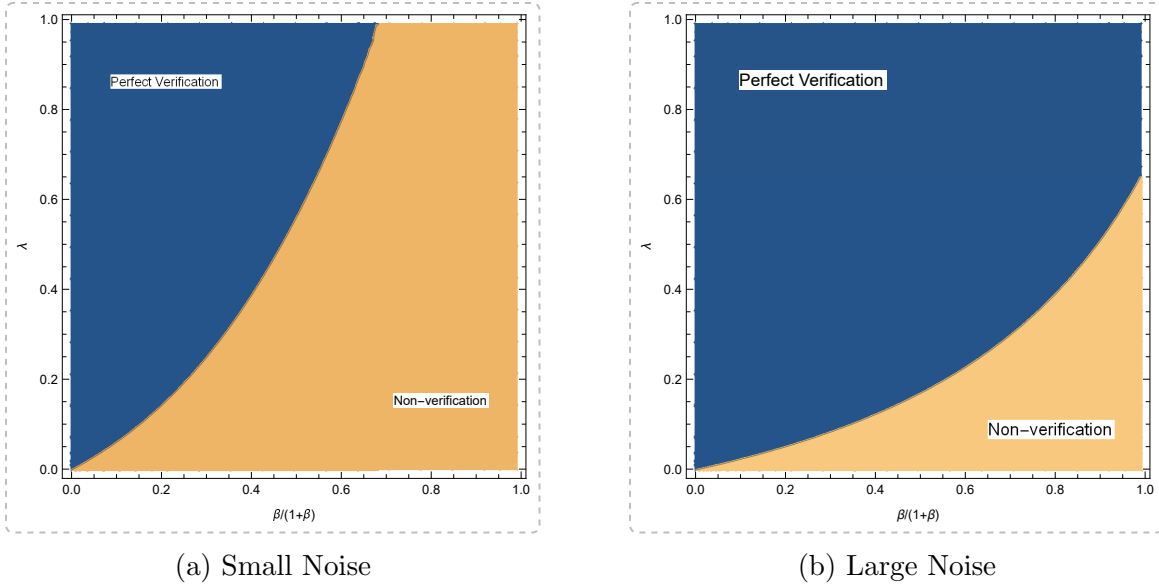 1.0
0.8
0.6
0.4
0.2
0.0
λ
Perfect Verification
Non−verification
0.0 0.2 0.4 0.6 0.8 1.0
β/(1+β)
(a) Small Noise
1.0
0.8
0.6
0.4
0.2
0.0
λ
Perfect Verification
Non−verification
0.0 0.2 0.4 0.6 0.8 1.0
β/(1+β)
(b) Large Noise